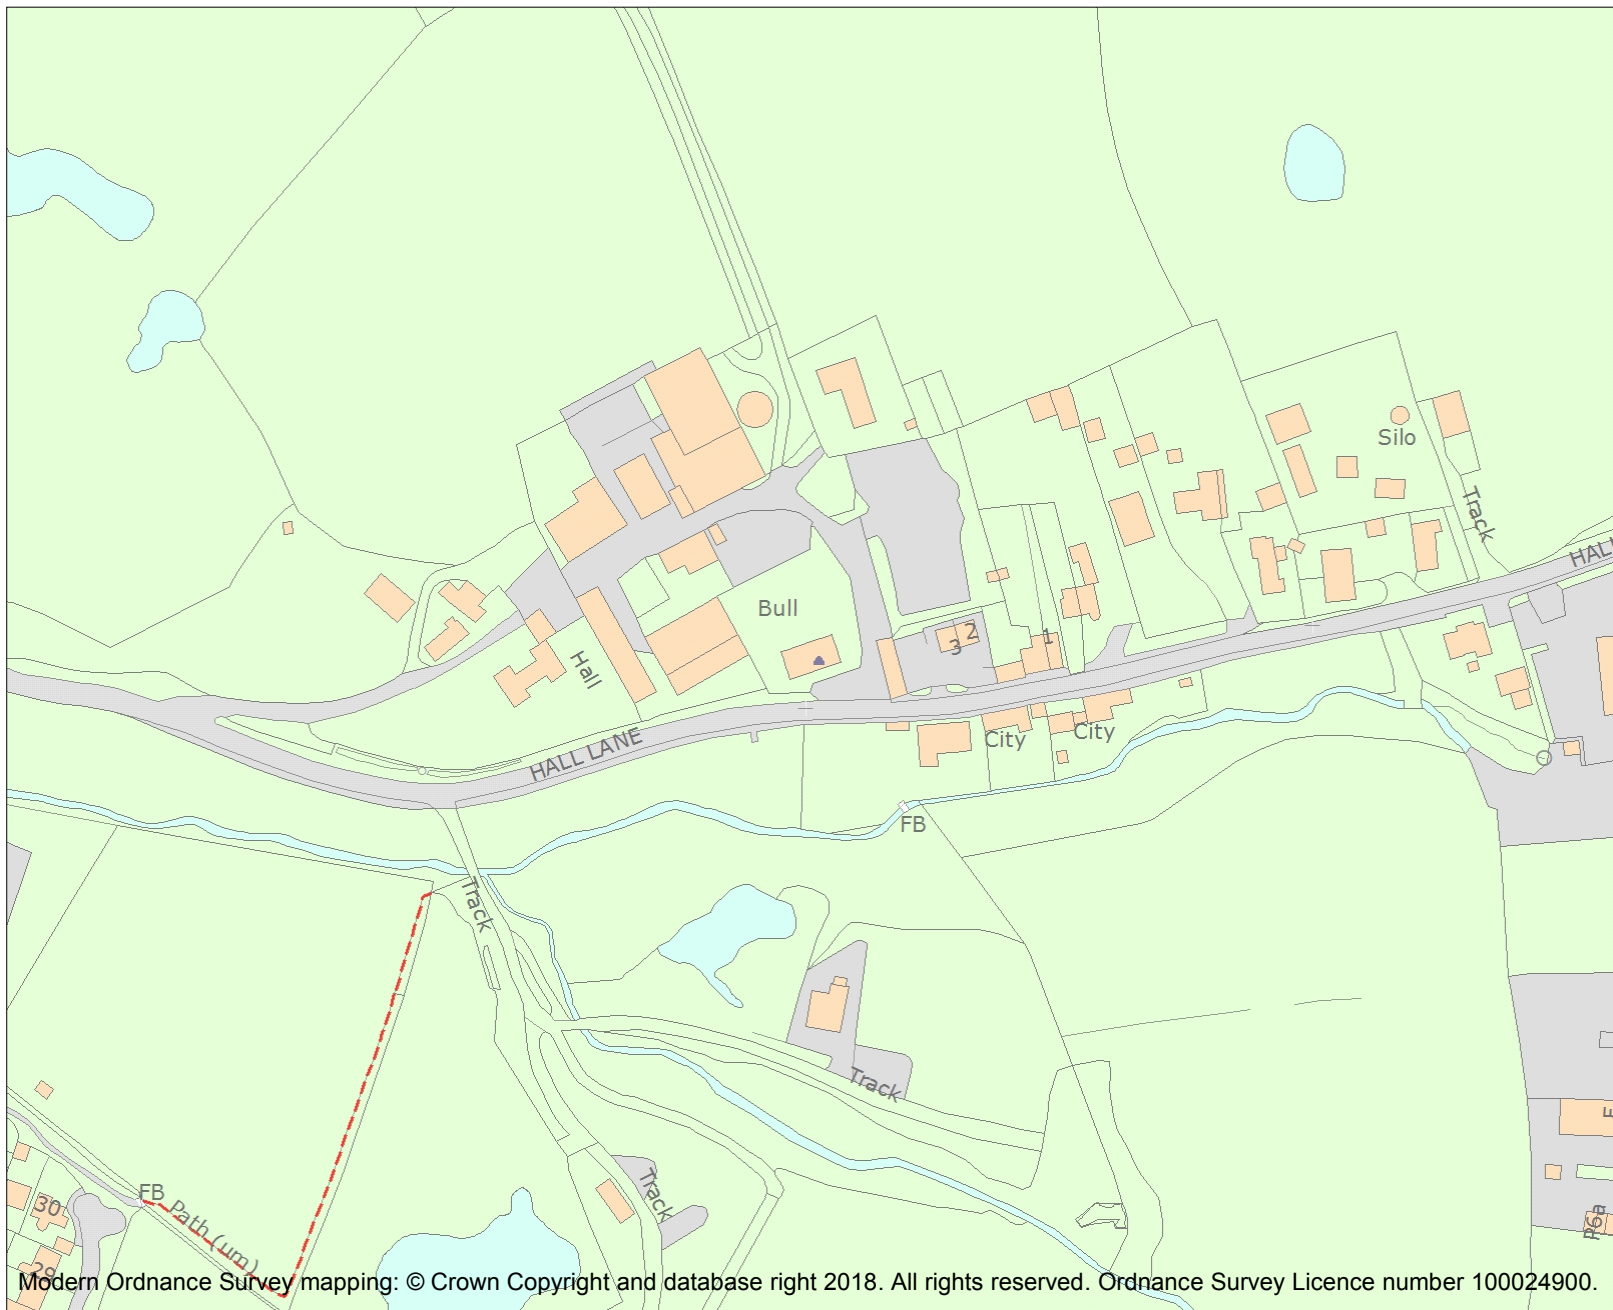 Silo
Track
HALL
Bull
2
3
1
Hall
HALL LANE
City
City
FB
Track
Track
Track
FB
Path (um)
30
29
P6a
Modern Ordnance Survey mapping: © Crown Copyright and database right 2018. All rights reserved. Ordnance Survey Licence number 100024900.